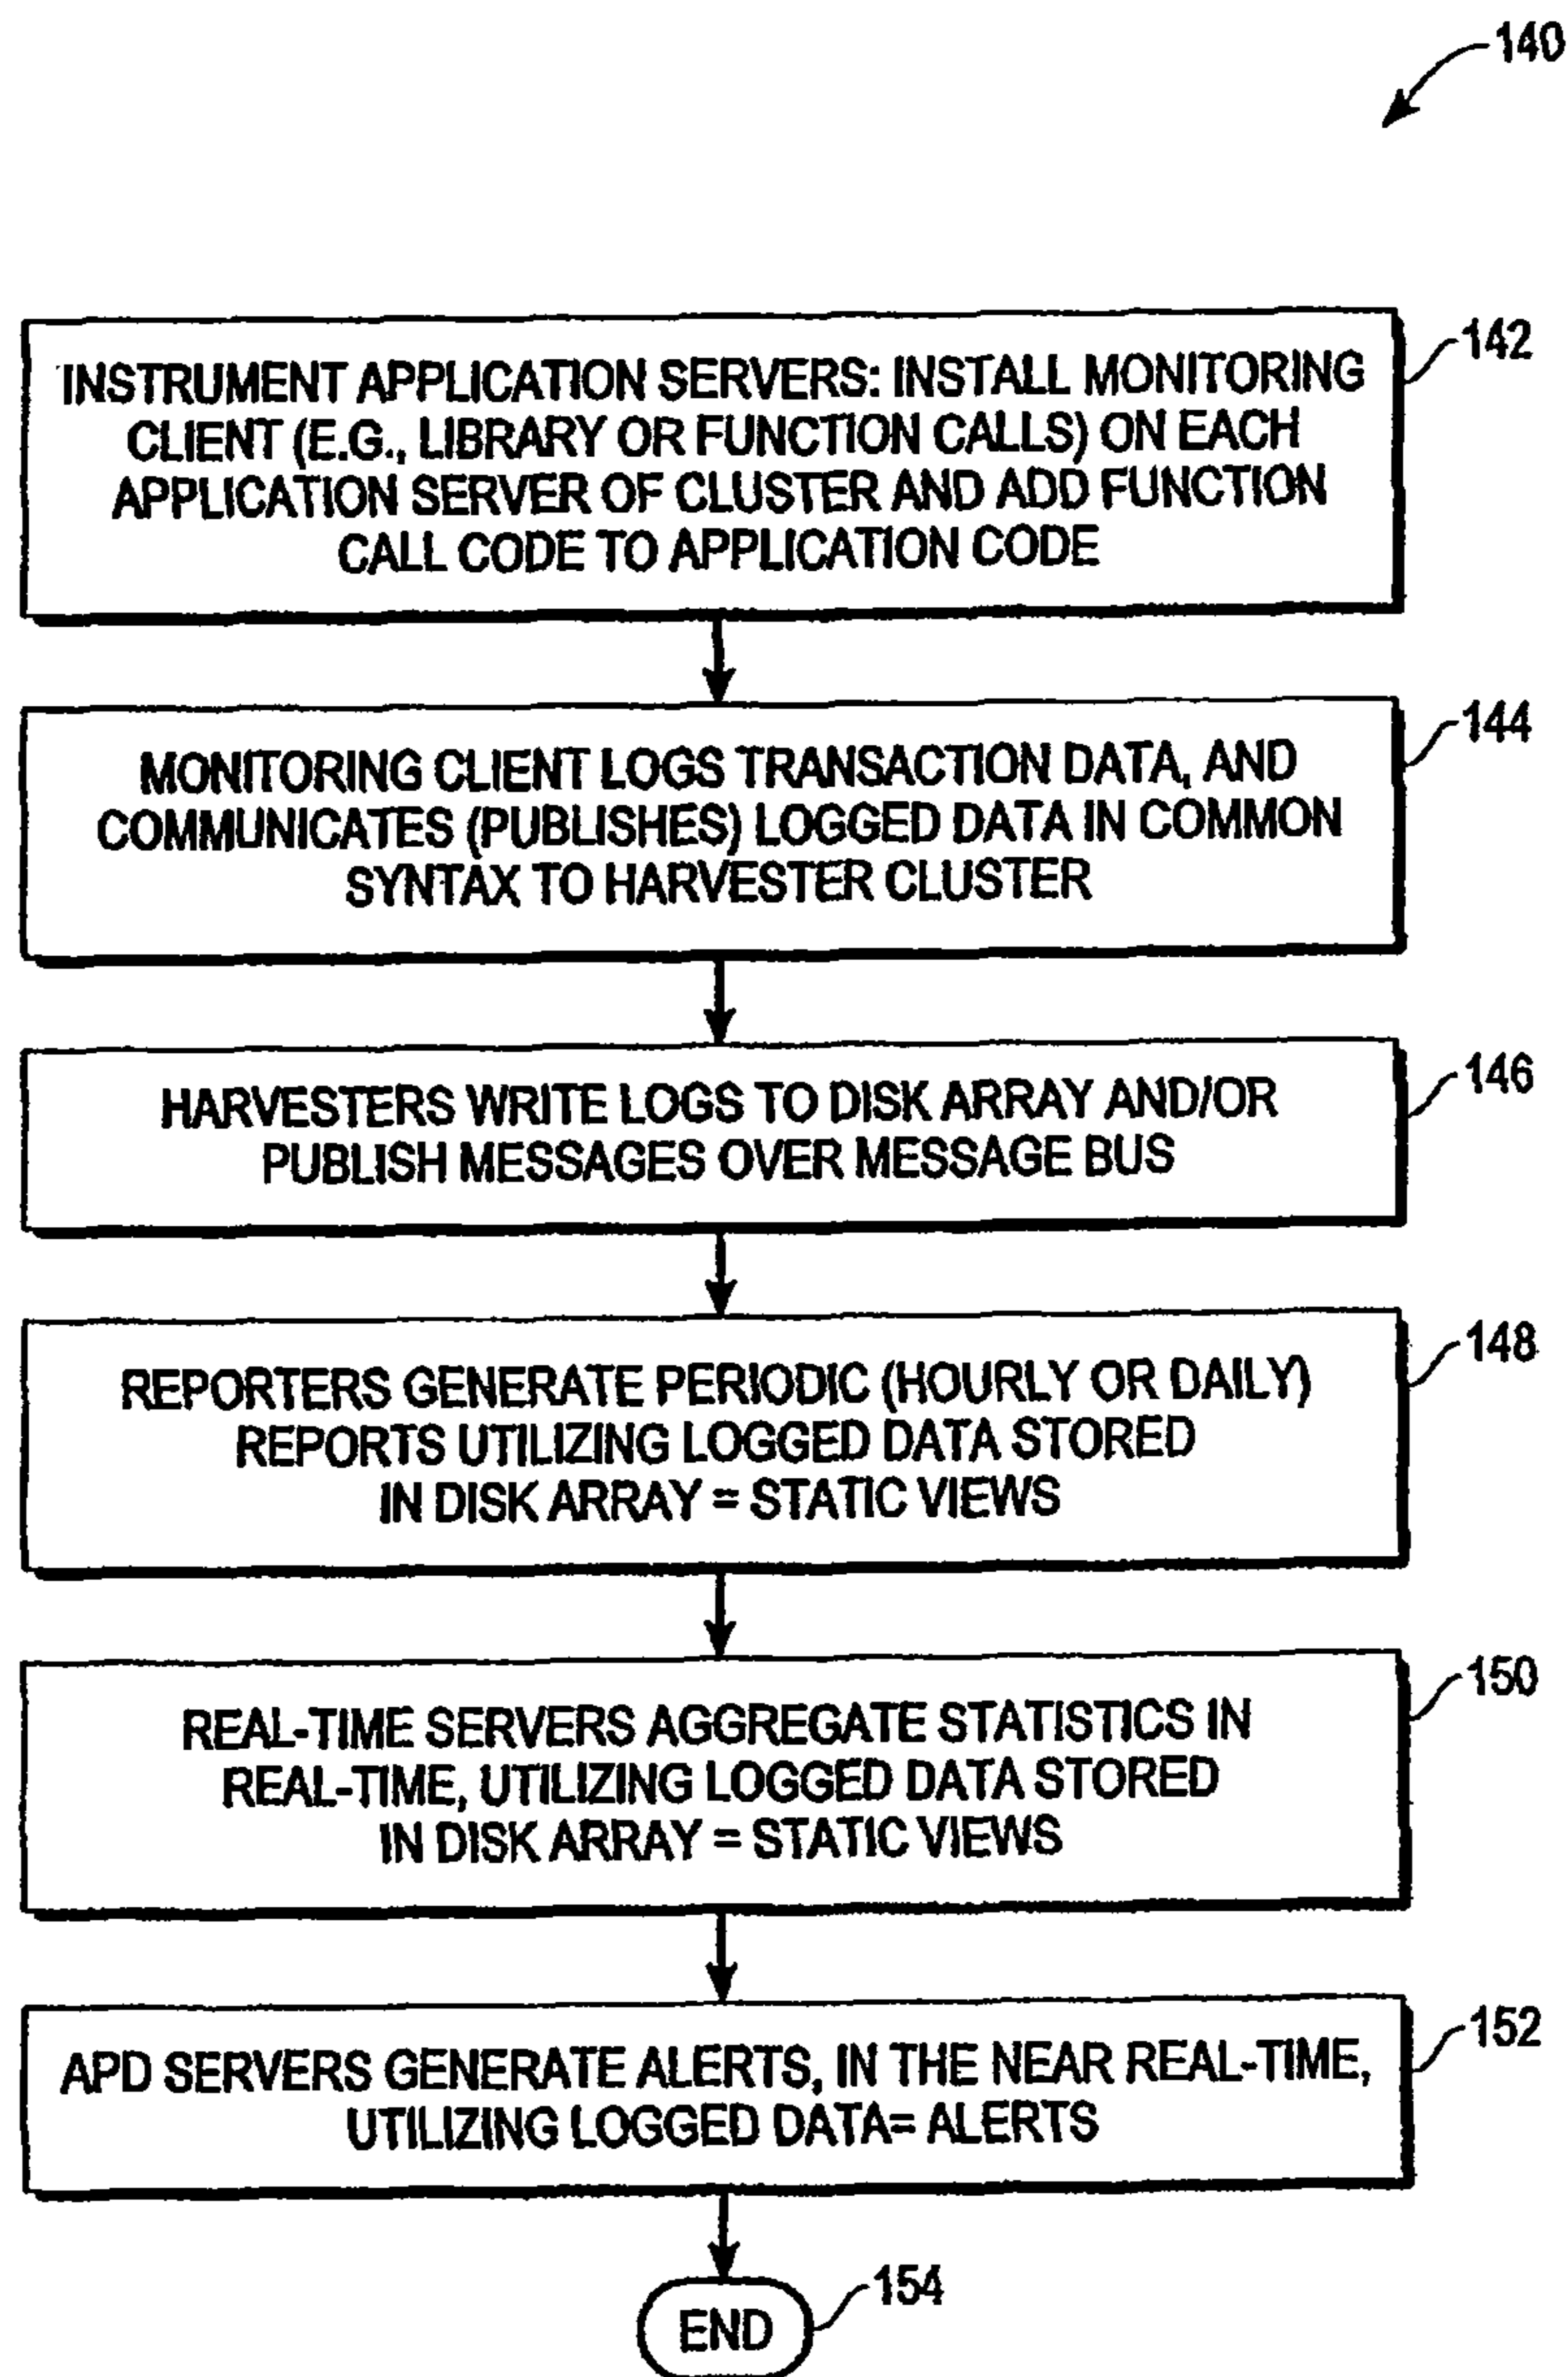 140
INSTRUMENT APPLICATION SERVERS: INSTALL MONITORING
CLIENT (E.G., LIBRARY OR FUNCTION CALLS) ON EACH
APPLICATION SERVER OF CLUSTER AND ADD FUNCTION
CALL CODE TO APPLICATION CODE
142
MONITORING CLIENT LOGS TRANSACTION DATA, AND
COMMUNICATES (PUBLISHES) LOGGED DATA IN COMMON
SYNTAX TO HARVESTER CLUSTER
144
HARVESTERS WRITE LOGS TO DISK ARRAY AND/OR
PUBLISH MESSAGES OVER MESSAGE BUS
146
REPORTERS GENERATE PERIODIC (HOURLY OR DAILY)
REPORTS UTILIZING LOGGED DATA STORED
IN DISK ARRAY = STATIC VIEWS
148
REAL-TIME SERVERS AGGREGATE STATISTICS IN
REAL-TIME, UTILIZING LOGGED DATA STORED
IN DISK ARRAY = STATIC VIEWS
150
APD SERVERS GENERATE ALERTS, IN THE NEAR REAL-TIME,
UTILIZING LOGGED DATA= ALERTS
152
END
154